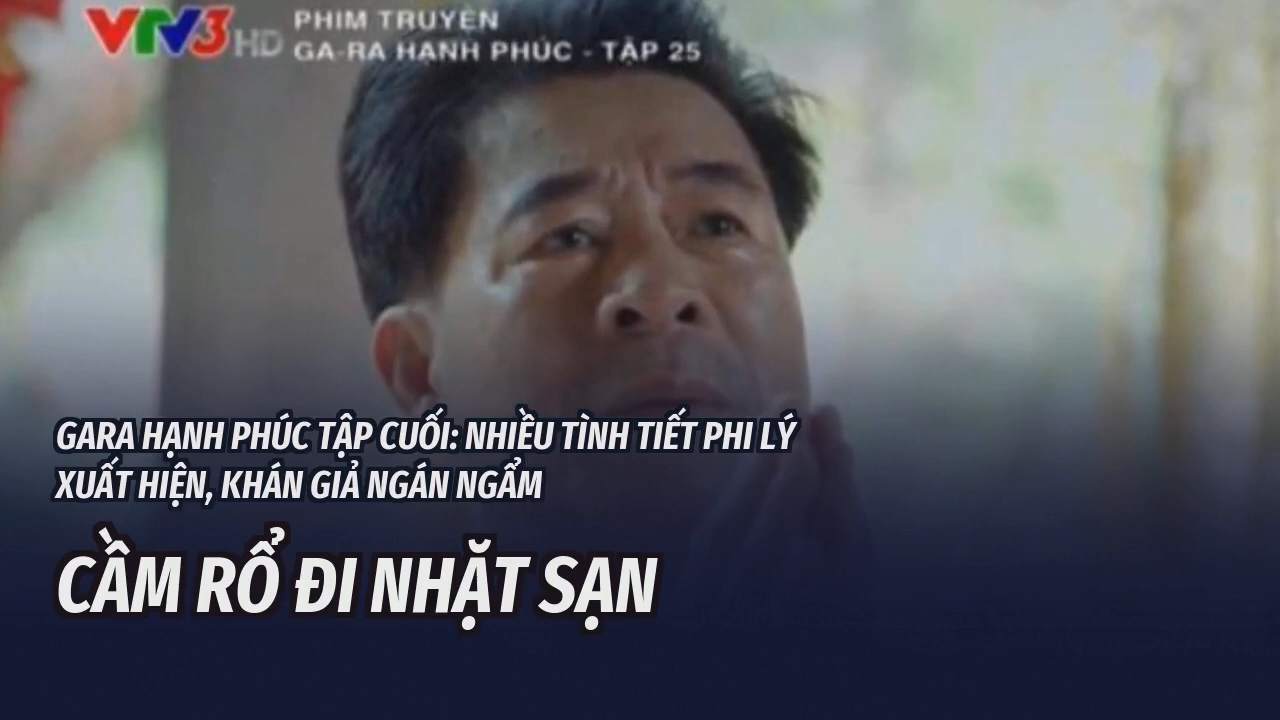 VTV3 HD
PHIM TRUYỆN
GA-RA HẠNH PHÚC - TẬP 25
GARA HẠNH PHÚC TẬP CUỐI: NHIỀU TÌNH TIẾT PHI LÝ
XUẤT HIỆN, KHÁN GIẢ NGÁN NGẨM
CẦM RỔ ĐI NHẶT SẠN